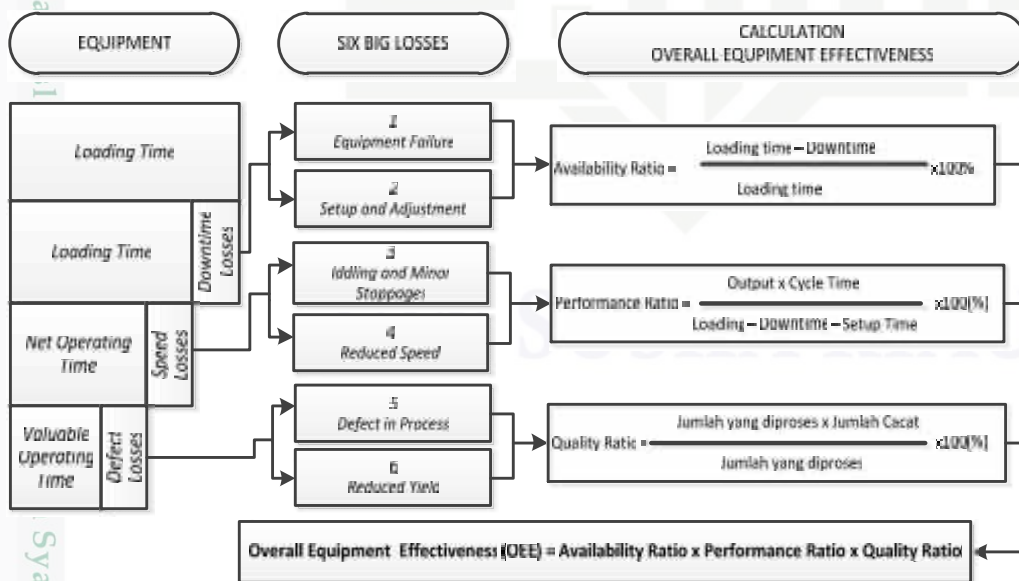 EQUIPMENT
SIX BIG LOSSES
CALCULATION
OVERALL EQUPIMENT EFFECTIVENESS
Loading Time
Loading Time
Downtime
Losses
Net Operating
Time
Speed
Losses
Valuable
Operating
Time
Defect
Losses
1
Equipment Failure
2
Setup and Adjustment
3
Iddling and Minor
Stoppages
4
Reduced Speed
5
Defect in Process
6
Reduced Yield
Loading time – Downtime
Availability Ratio = x100%
Loading time
Output x Cycle Time
Performance Ratio = x100(%)
Loading – Downtime – Setup Time
Jumlah yang diproses x Jumlah Cacat
Quality Ratio = x100(%)
Jumlah yang diproses
Overall Equipment Effectiveness (OEE) = Availability Ratio x Performance Ratio x Quality Ratio